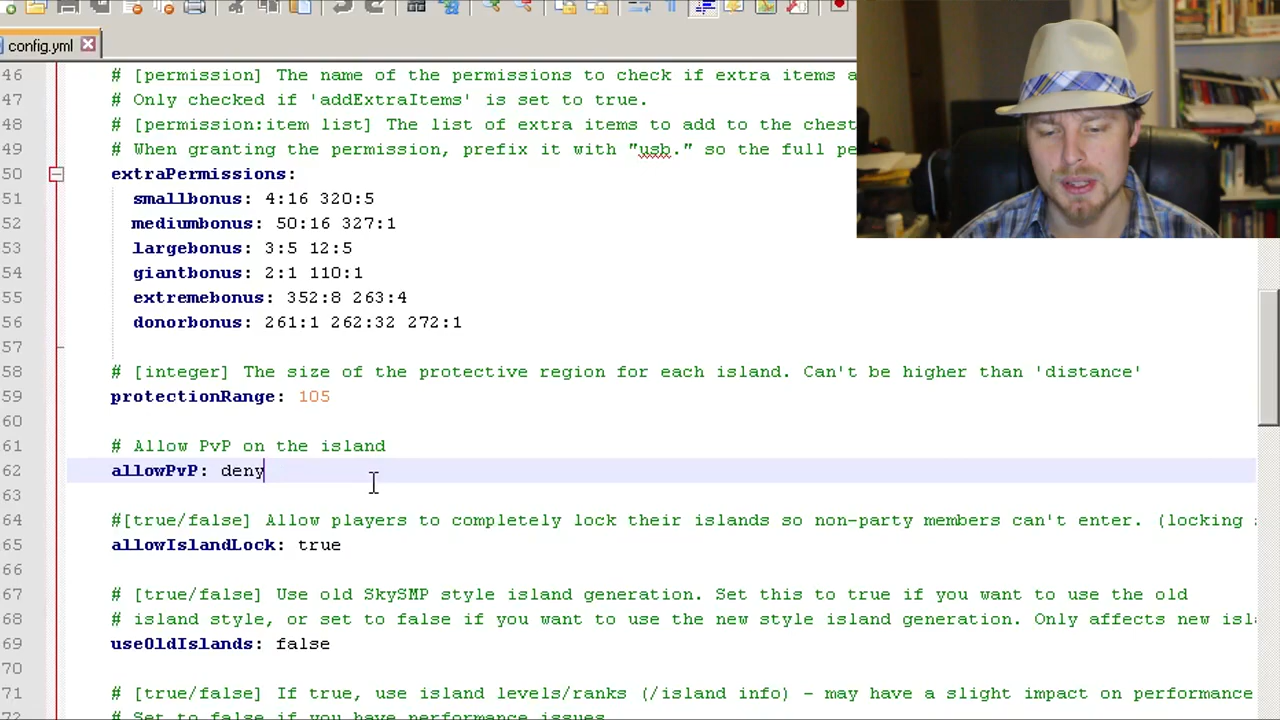 config.yml
46 # [permission] The name of the permissions to check if extra items a
47 # Only checked if 'addExtraItems' is set to true.
48 # [permission:item list] The list of extra items to add to the chest
49 # When granting the permission, prefix it with "usb." so the full pe
50 extraPermissions:
51 smallbonus: 4:16 320:5
52 mediumbonus: 50:16 327:1
53 largebonus: 3:5 12:5
54 giantbonus: 2:1 110:1
55 extremebonus: 352:8 263:4
56 donorbonus: 261:1 262:32 272:1
57
58 # [integer] The size of the protective region for each island. Can't be higher than 'distance'
59 protectionRange: 105
60
61 # Allow PvP on the island
62 allowPvP: deny
63
64 #[true/false] Allow players to completely lock their islands so non-party members can't enter. (locking
65 allowIslandLock: true
66
67 # [true/false] Use old SkySMP style island generation. Set this to true if you want to use the old
68 # island style, or set to false if you want to use the new style island generation. Only affects new isl
69 useOldIslands: false
70
71 # [true/false] If true, use island levels/ranks (/island info) - may have a slight impact on performance
72 # Set to false if you have performance issues